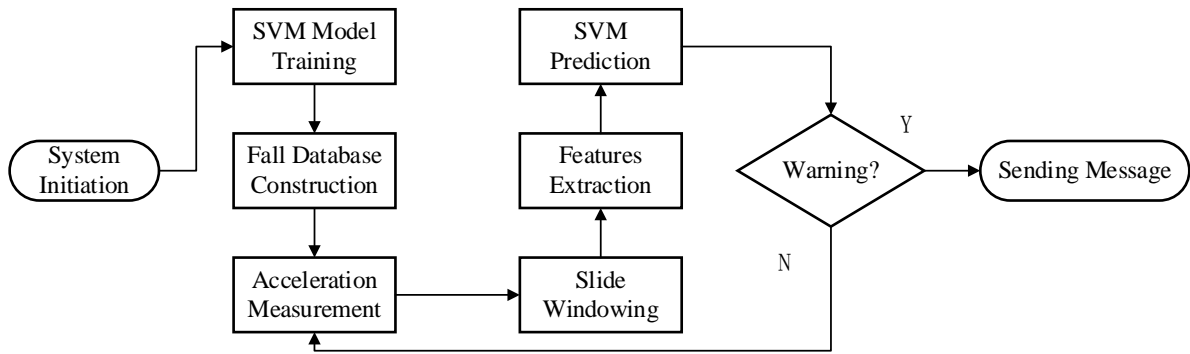 System
Initiation
SVM Model
Training
Fall Database
Construction
Acceleration
Measurement
Slide
Windowing
Features
Extraction
SVM
Prediction
Warning?
Y
Sending Message
N